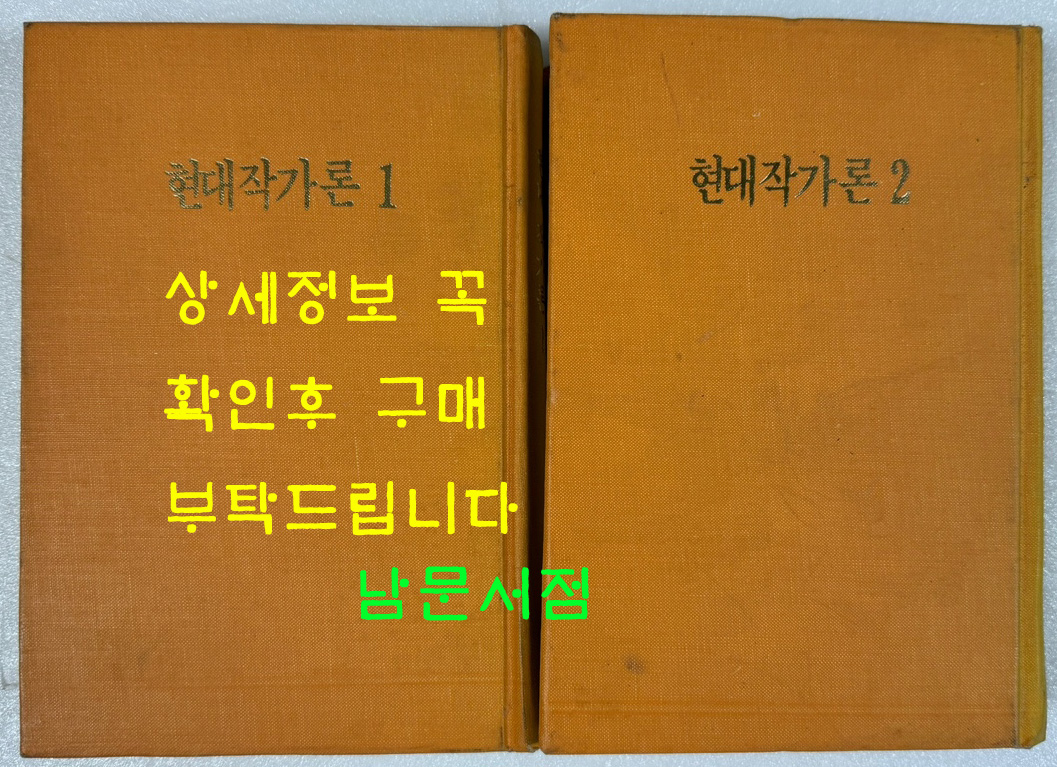 현대작가론 1
현대작가론 2
상세정보 꼭
확인후 구매
부탁드립니다
남문서점